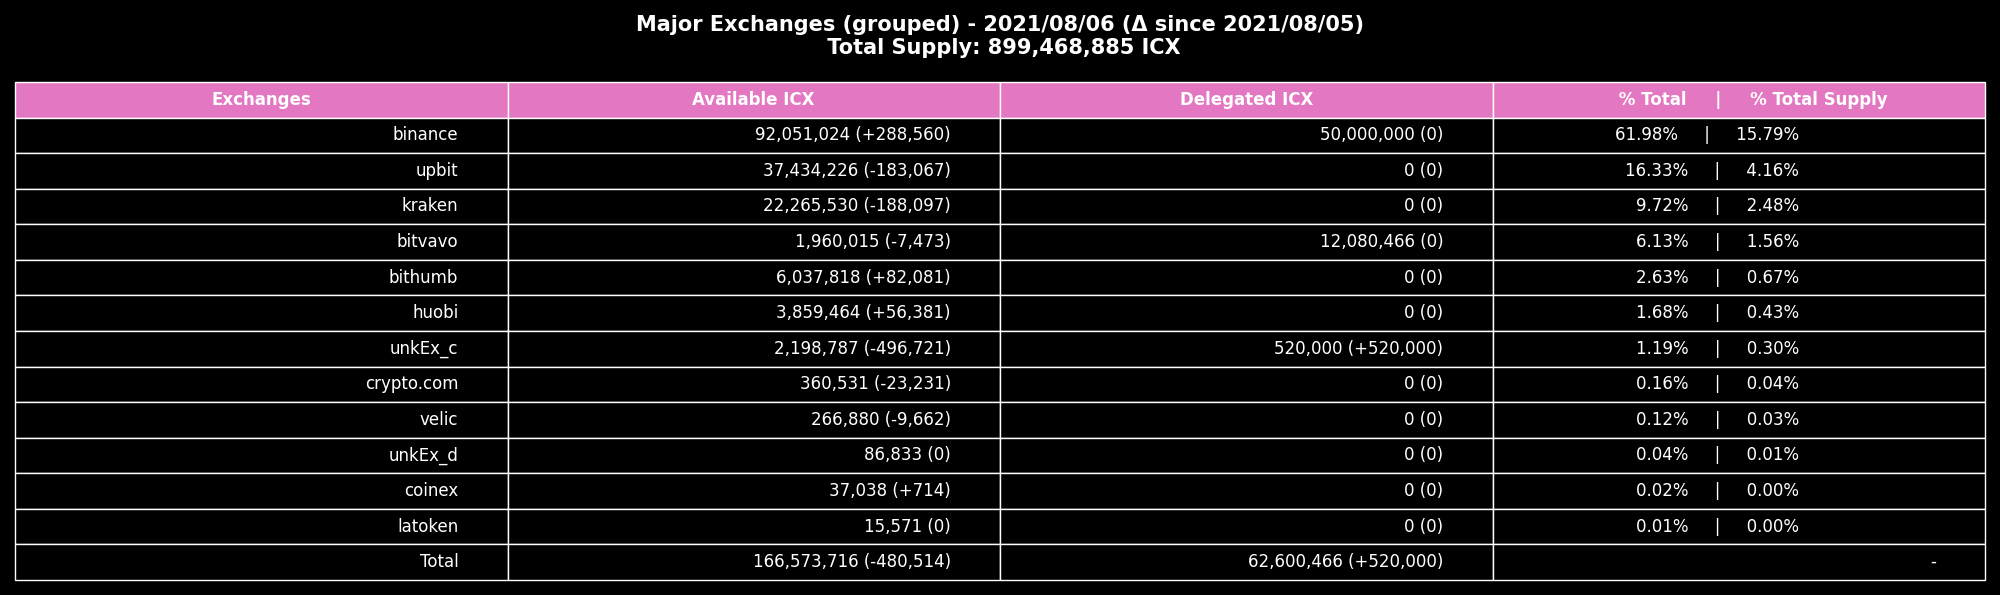 Major Exchanges (grouped) - 2021/08/06 (Δ since 2021/08/05)
Total Supply: 899,468,885 ICX
Exchanges Available ICX Delegated ICX % Total | % Total Supply
binance 92,051,024 (+288,560) 50,000,000 (0) 61.98% | 15.79%
upbit 37,434,226 (-183,067) 0 (0) 16.33% | 4.16%
kraken 22,265,530 (-188,097) 0 (0) 9.72% | 2.48%
bitvavo 1,960,015 (-7,473) 12,080,466 (0) 6.13% | 1.56%
bithumb 6,037,818 (+82,081) 0 (0) 2.63% | 0.67%
huobi 3,859,464 (+56,381) 0 (0) 1.68% | 0.43%
unkEx_c 2,198,787 (-496,721) 520,000 (+520,000) 1.19% | 0.30%
crypto.com 360,531 (-23,231) 0 (0) 0.16% | 0.04%
velic 266,880 (-9,662) 0 (0) 0.12% | 0.03%
unkEx_d 86,833 (0) 0 (0) 0.04% | 0.01%
coinex 37,038 (+714) 0 (0) 0.02% | 0.00%
latoken 15,571 (0) 0 (0) 0.01% | 0.00%
Total 166,573,716 (-480,514) 62,600,466 (+520,000) -